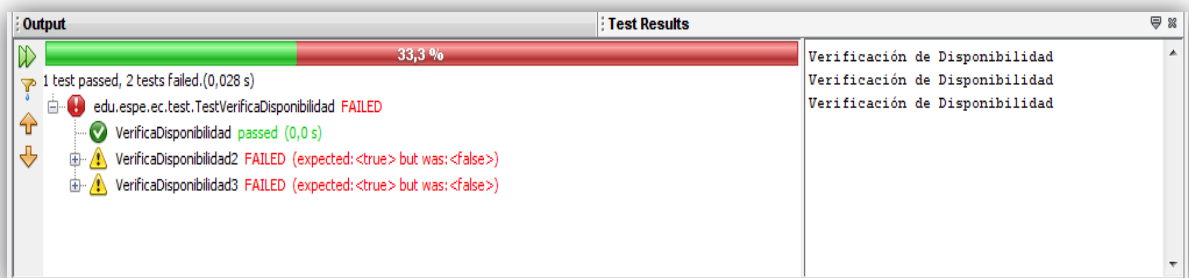 Output
Test Results
33,3 %
1 test passed, 2 tests failed.(0,028 s)
edu.espe.ec.test.TestVerificaDisponibilidad FAILED
VerificaDisponibilidad passed (0,0 s)
VerificaDisponibilidad2 FAILED (expected:<true> but was:<false>)
VerificaDisponibilidad3 FAILED (expected:<true> but was:<false>)
Verificación de Disponibilidad
Verificación de Disponibilidad
Verificación de Disponibilidad